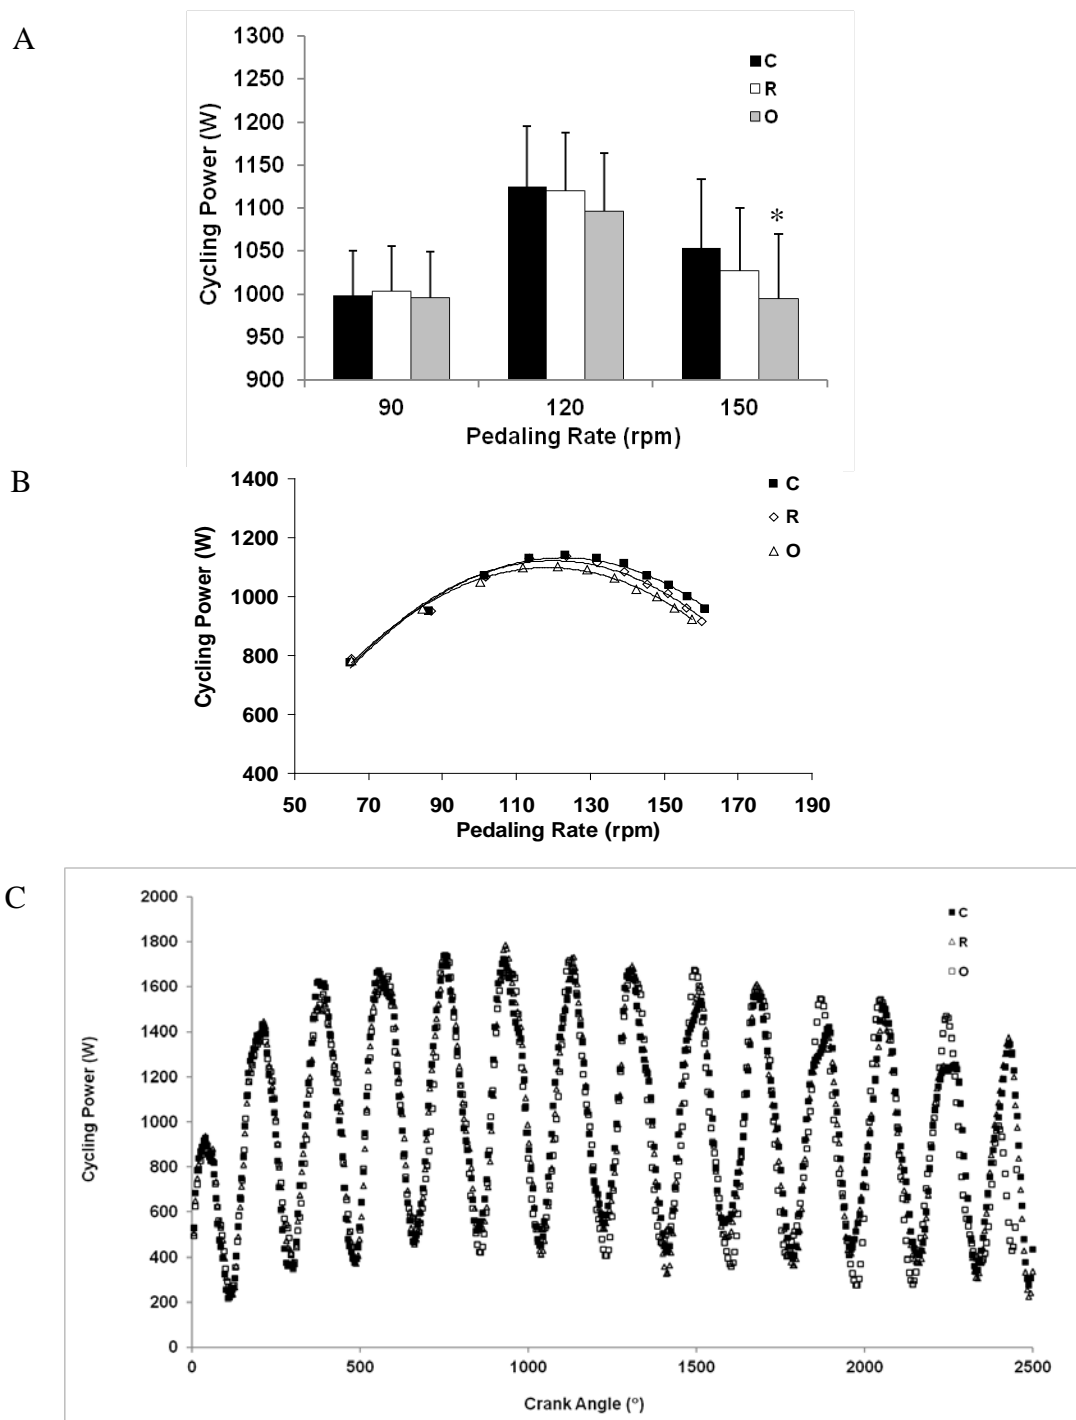 A
1300
1250
1200
1150
1100
1050
1000
950
900
Cycling Power (W)
C
R
O
*
90 120 150
Pedaling Rate (rpm)
B
1400
1200
1000
800
600
400
Cycling Power (W)
C
R
O
50 70 90 110 130 150 170 190
Pedaling Rate (rpm)
C
2000
1800
1600
1400
1200
1000
800
600
400
200
0
Cycling Power (W)
C
R
O
0 500 1000 1500 2000 2500
Crank Angle (°)